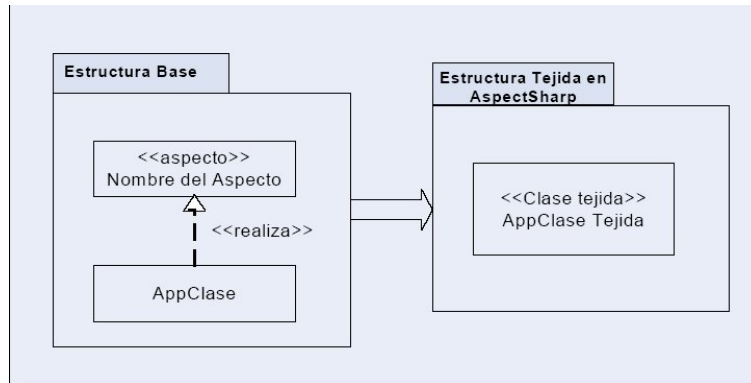 Estructura Base
<<aspecto>>
Nombre del Aspecto
<<realiza>>
AppClase
Estructura Tejida en
AspectSharp
<<Clase tejida>>
AppClase Tejida